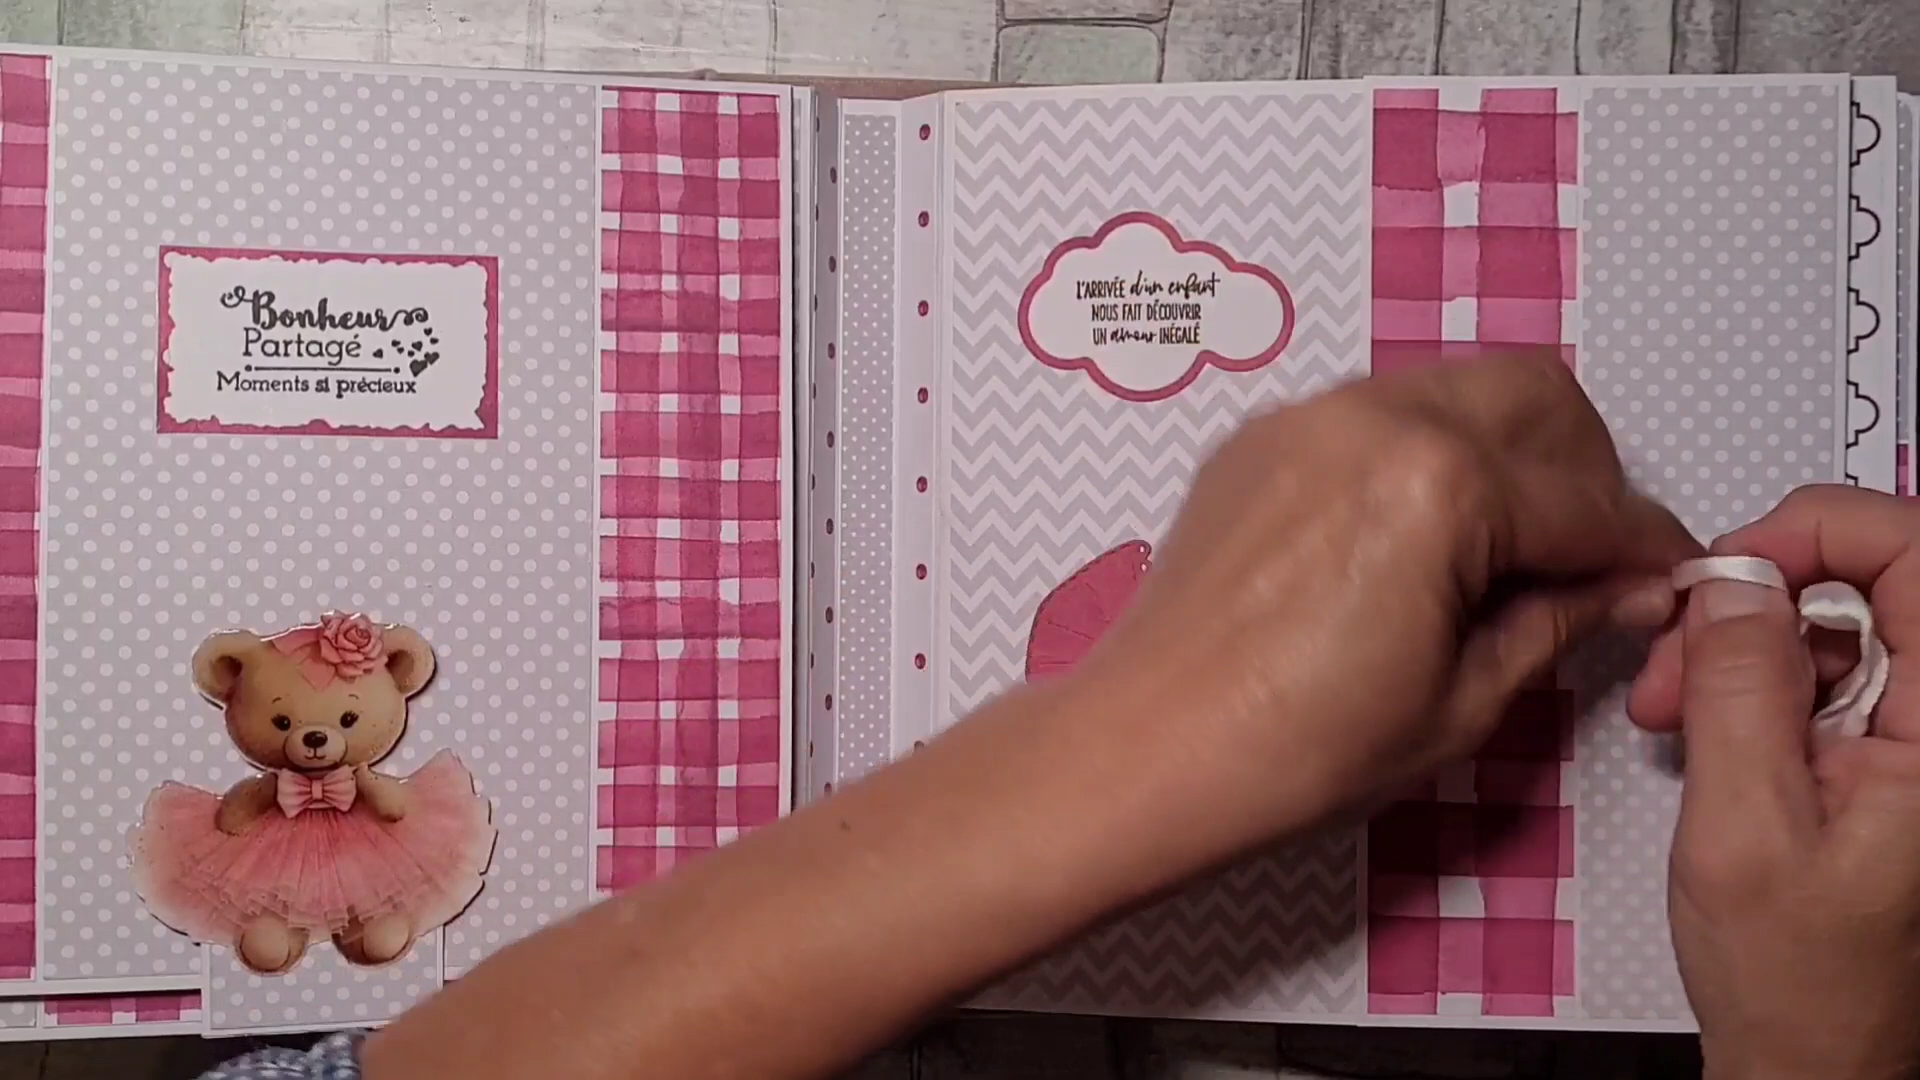 Bonheur
Partagé
Moments si précieux
L'ARRIVÉE d'un enfant
NOUS FAIT DÉCOUVRIR
UN amour INÉGALÉ